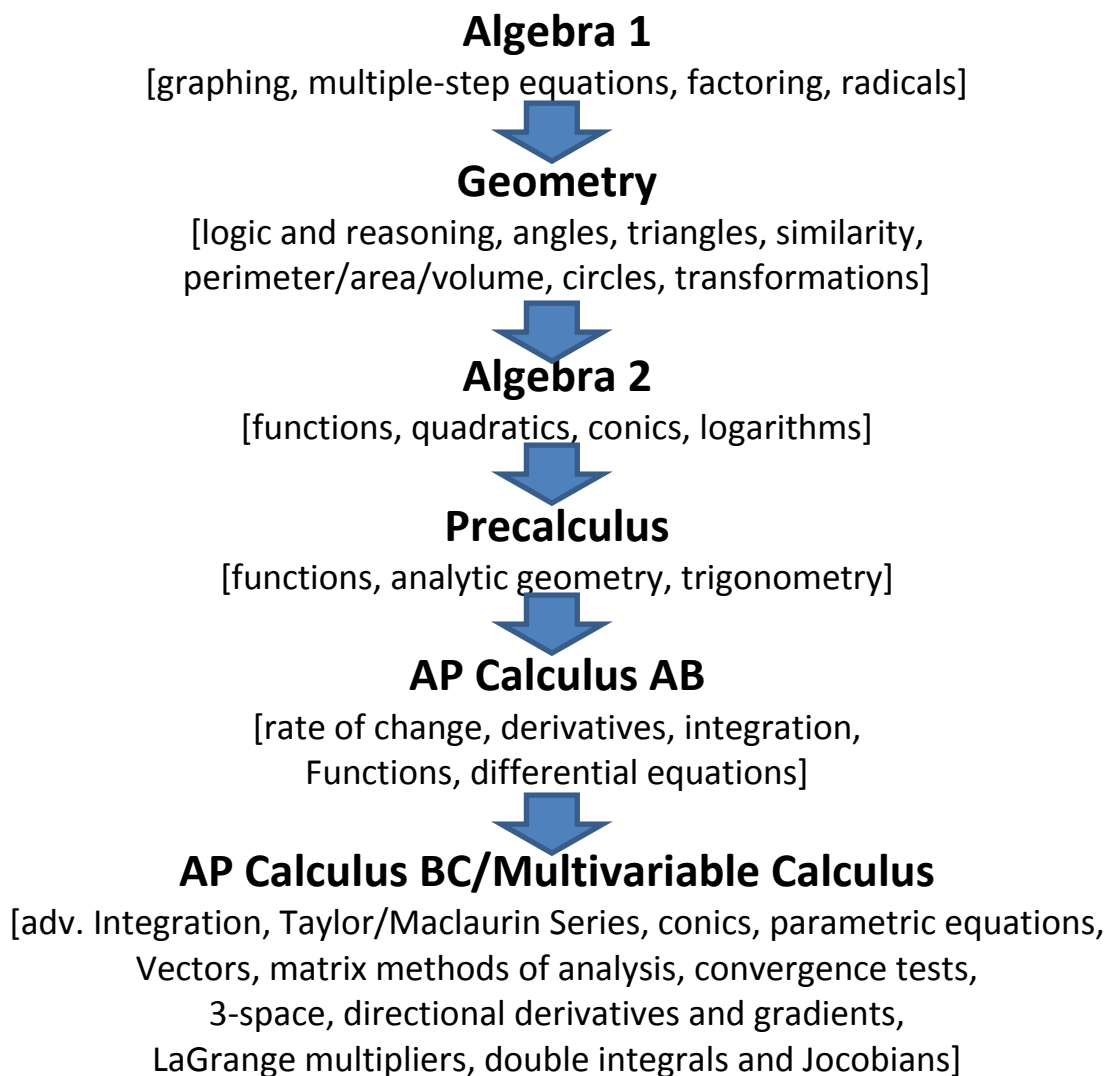 Algebra 1
[graphing, multiple-step equations, factoring, radicals]
Geometry
[logic and reasoning, angles, triangles, similarity,
perimeter/area/volume, circles, transformations]
Algebra 2
[functions, quadratics, conics, logarithms]
Precalculus
[functions, analytic geometry, trigonometry]
AP Calculus AB
[rate of change, derivatives, integration,
Functions, differential equations]
AP Calculus BC/Multivariable Calculus
[adv. Integration, Taylor/Maclaurin Series, conics, parametric equations,
Vectors, matrix methods of analysis, convergence tests,
3-space, directional derivatives and gradients,
LaGrange multipliers, double integrals and Jocobians]